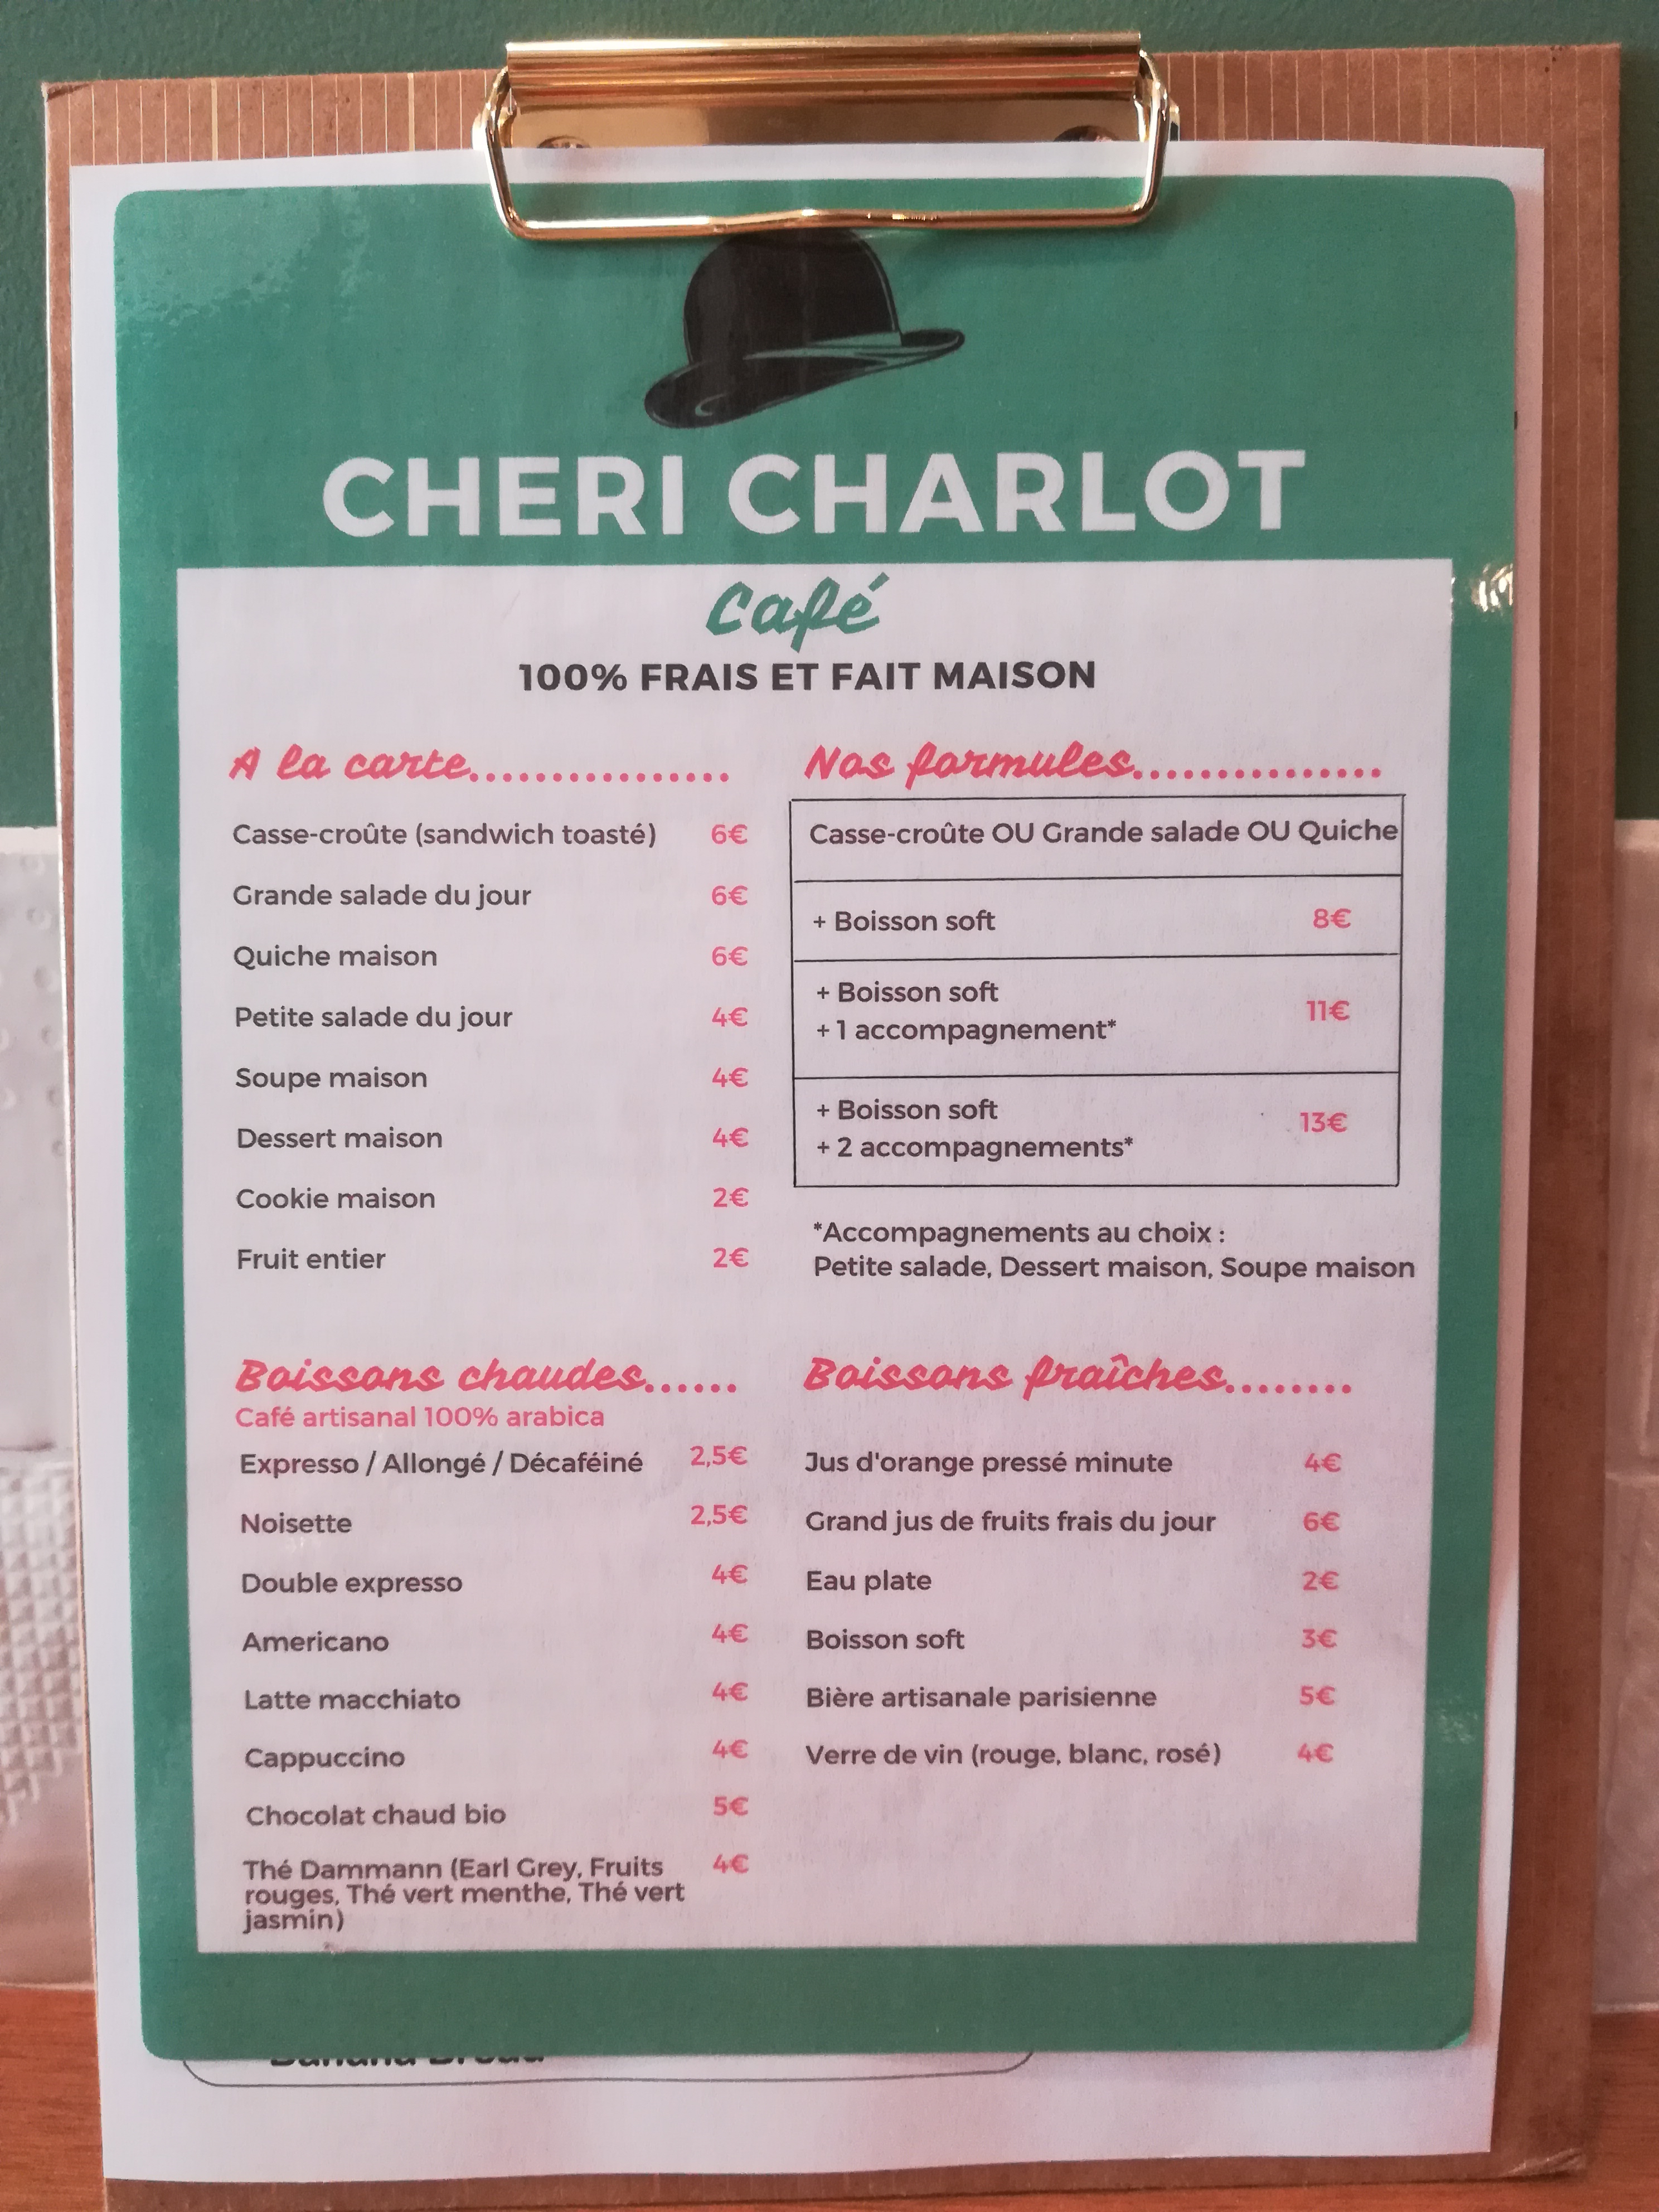 CHERI CHARLOT
Café
100% FRAIS ET FAIT MAISON
A la carte................
Casse-croûte (sandwich toasté) 6€
Grande salade du jour 6€
Quiche maison 6€
Petite salade du jour 4€
Soupe maison 4€
Dessert maison 4€
Cookie maison 2€
Fruit entier 2€
Nos formules...............
Casse-croûte OU Grande salade OU Quiche
+ Boisson soft 8€
+ Boisson soft
+ 1 accompagnement* 11€
+ Boisson soft
+ 2 accompagnements* 13€
*Accompagnements au choix :
Petite salade, Dessert maison, Soupe maison
Boissons chaudes......
Café artisanal 100% arabica
Expresso / Allongé / Décaféiné 2,5€
Noisette 2,5€
Double expresso 4€
Americano 4€
Latte macchiato 4€
Cappuccino 4€
Chocolat chaud bio 5€
Thé Dammann (Earl Grey, Fruits 4€
rouges, Thé vert menthe, Thé vert
jasmin)
Boissons fraîches........
Jus d'orange pressé minute 4€
Grand jus de fruits frais du jour 6€
Eau plate 2€
Boisson soft 3€
Bière artisanale parisienne 5€
Verre de vin (rouge, blanc, rosé) 4€